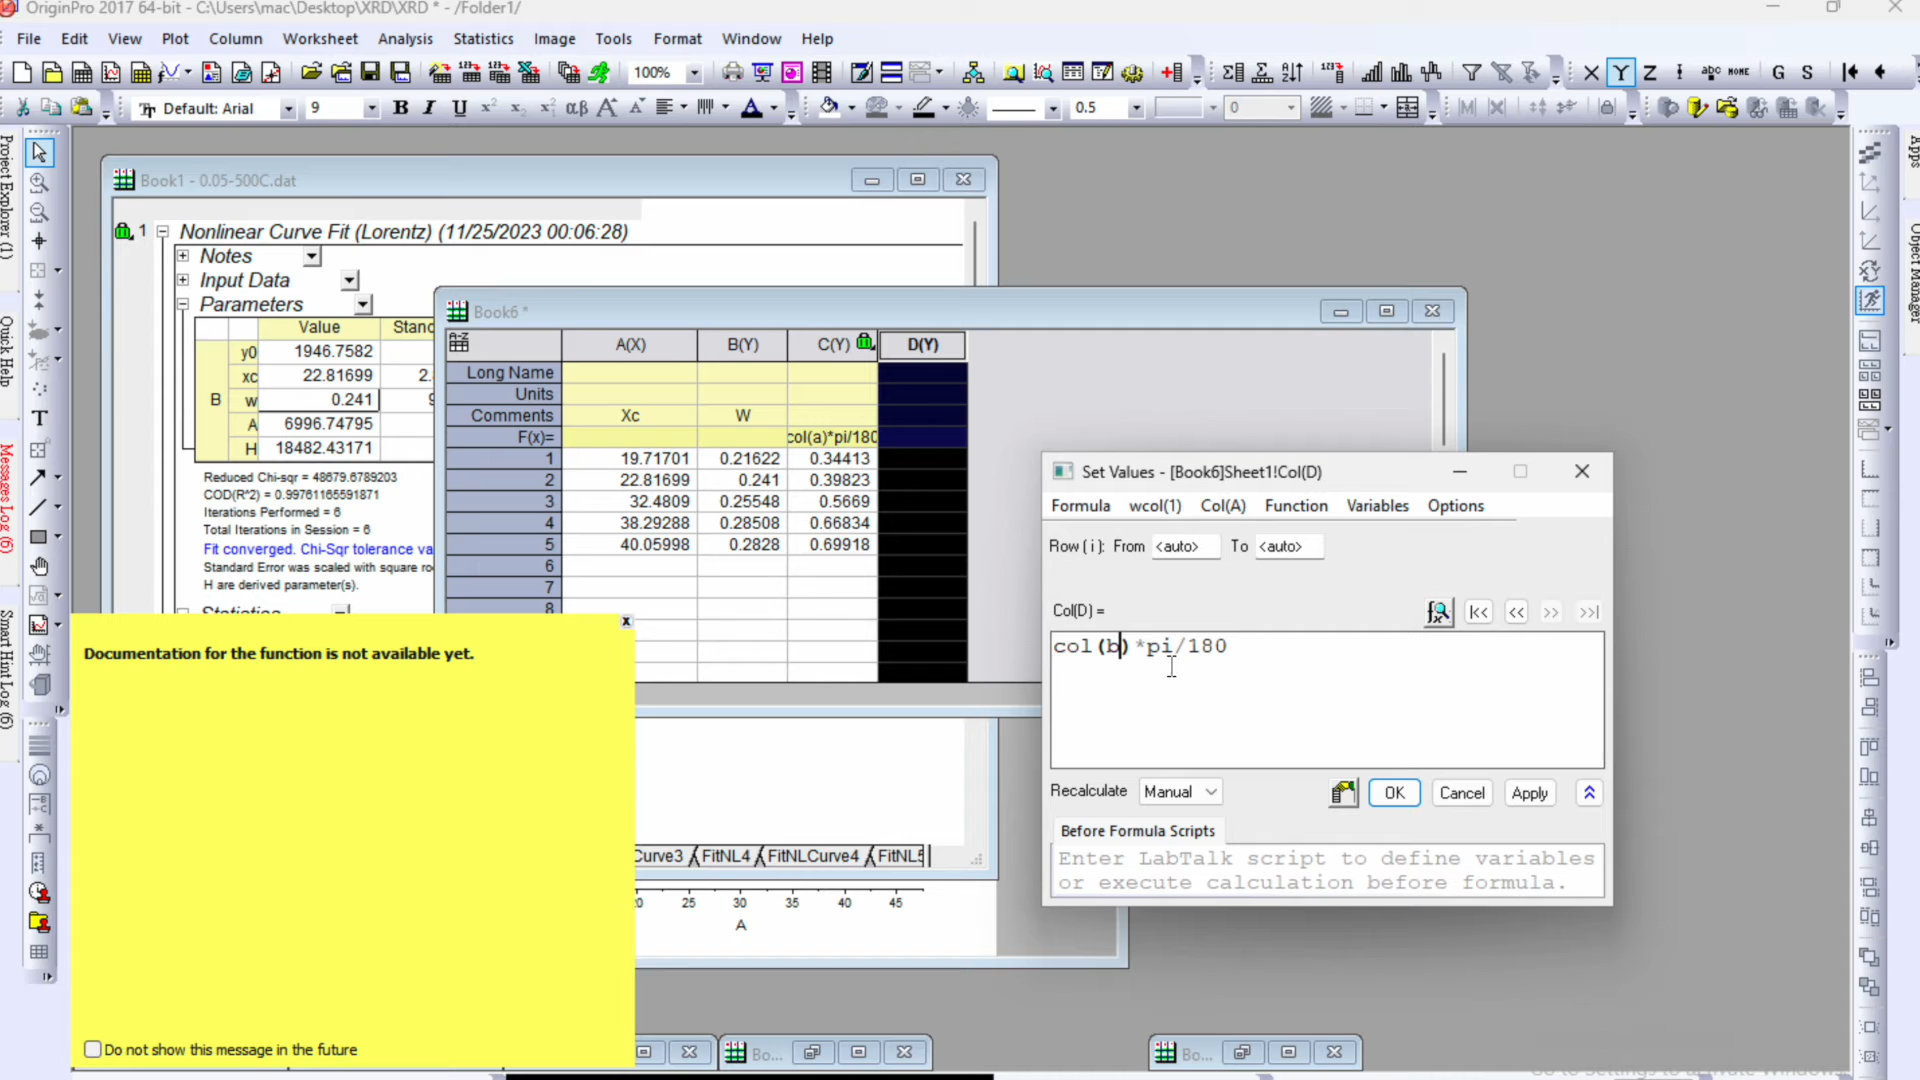 OriginPro 2017 64-bit - C:\Users\mac\Desktop\XRD\XRD * - /Folder1/
File Edit View Plot Column Worksheet Analysis Statistics Image Tools Format Window Help
100%
X Y Z G S
Default: Arial 9 B I U αβ A 0.5 0
Project Explorer (1)
Quick Help
Messages Log (6)
Smart Hint Log (6)
Apps
Object Manager
Book1 - 0.05-500C.dat
1 Nonlinear Curve Fit (Lorentz) (11/25/2023 00:06:28)
Notes
Input Data
Parameters
Value Stand
y0 1946.7582
xc 22.81699 2.
B w 0.241 9
A 6996.74795
H 18482.43171
Reduced Chi-sqr = 48679.6789203
COD(R^2) = 0.99761165591871
Iterations Performed = 6
Total Iterations in Session = 6
Fit converged. Chi-Sqr tolerance va
Standard Error was scaled with square ro
H are derived parameter(s).
Statistics
Book6 *
A(X) B(Y) C(Y) D(Y)
Long Name
Units
Comments Xc W
F(x)= col(a)*pi/180
1 19.71701 0.21622 0.34413
2 22.81699 0.241 0.39823
3 32.4809 0.25548 0.5669
4 38.29288 0.28508 0.66834
5 40.05998 0.2828 0.69918
6
7
8
Set Values - [Book6]Sheet1!Col(D)
Formula wcol(1) Col(A) Function Variables Options
Row (i): From <auto> To <auto>
Col(D) =
col(b)*pi/180
Recalculate Manual OK Cancel Apply
Before Formula Scripts
Enter LabTalk script to define variables
or execute calculation before formula.
x
Documentation for the function is not available yet.
Do not show this message in the future
Curve3 FitNL4 FitNLCurve4 FitNL5
20 25 30 35 40 45
A
Bo...
Bo...